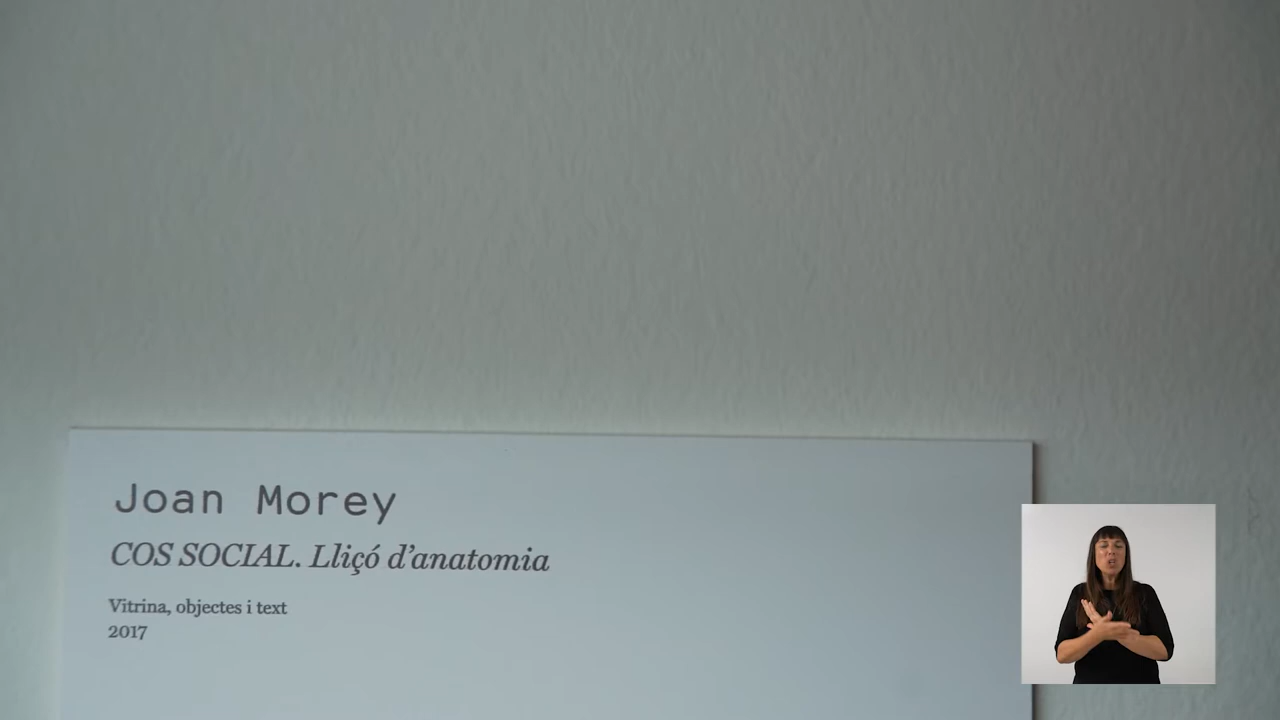 Joan Morey
COS SOCIAL. Lliçó d’anatomia
Vitrina, objectes i text
2017